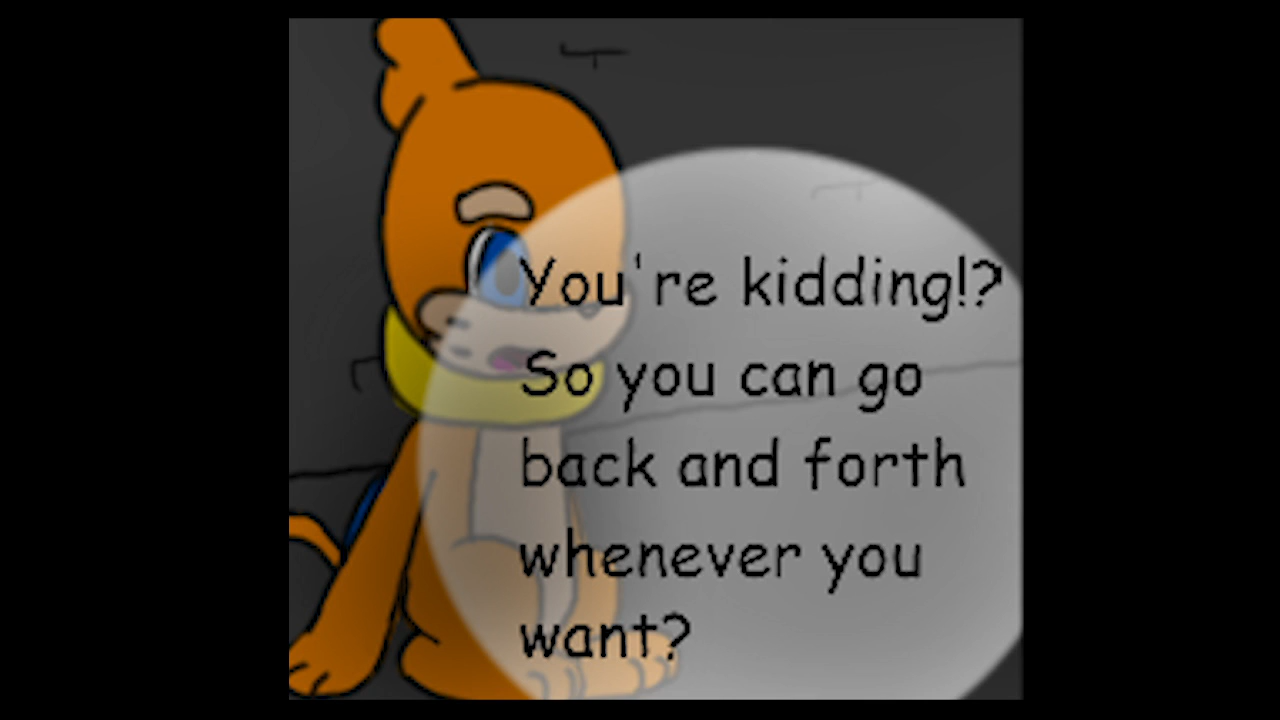 You're kidding!?
So you can go
back and forth
whenever you
want?